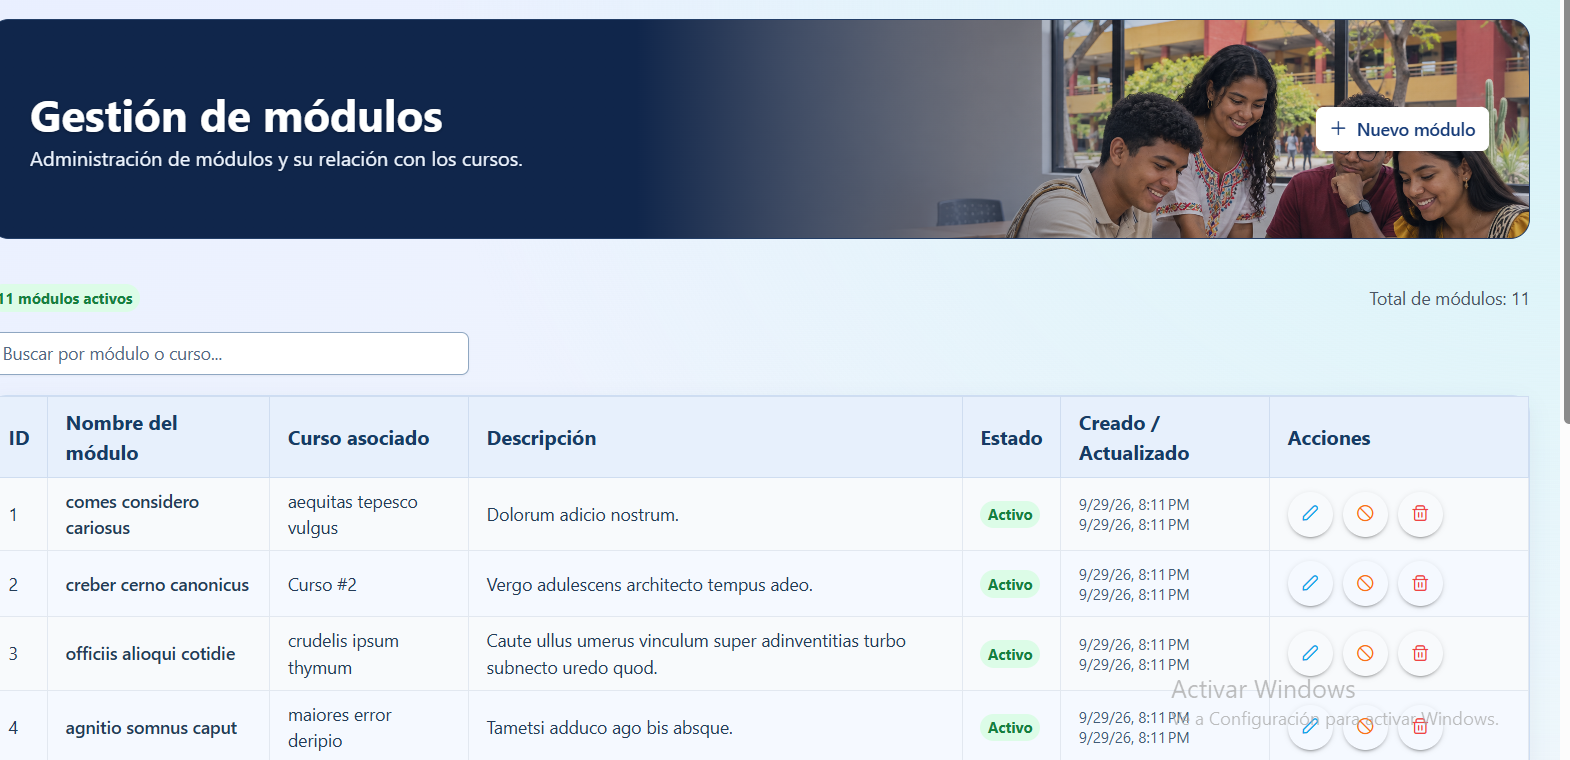 Gestión de módulos
Administración de módulos y su relación con los cursos.
+ Nuevo módulo
11 módulos activos
Total de módulos: 11
Buscar por módulo o curso...
ID
Nombre del
módulo
Curso asociado
Descripción
Estado
Creado /
Actualizado
Acciones
1
comes considero
cariosus
aequitas tepesco
vulgus
Dolorum adicio nostrum.
Activo
9/29/26, 8:11 PM
9/29/26, 8:11 PM
2
creber cerno canonicus
Curso #2
Vergo adulescens architecto tempus adeo.
Activo
9/29/26, 8:11 PM
9/29/26, 8:11 PM
3
officiis alioqui cotidie
crudelis ipsum
thymum
Caute ullus umerus vinculum super adinventitias turbo
subnecto uredo quod.
Activo
9/29/26, 8:11 PM
9/29/26, 8:11 PM
4
agnitio somnus caput
maiores error
deripio
Tametsi adduco ago bis absque.
Activo
9/29/26, 8:11 PM
9/29/26, 8:11 PM
Activar Windows
Ve a Configuración para activar Windows.